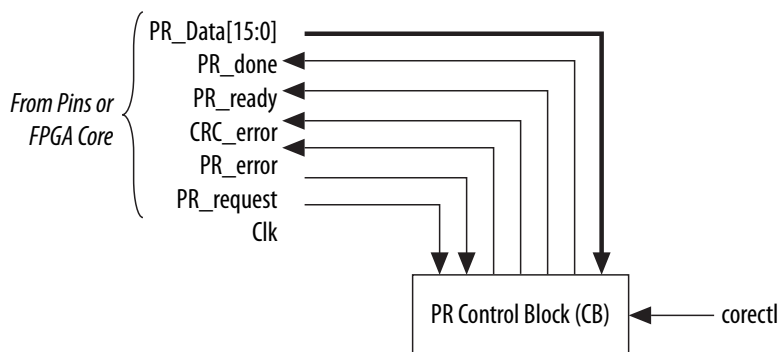 PR_Data[15:0]
PR_done
PR_ready
From Pins or
FPGA Core
CRC_error
PR_error
PR_request
Clk
PR Control Block (CB)
corectl